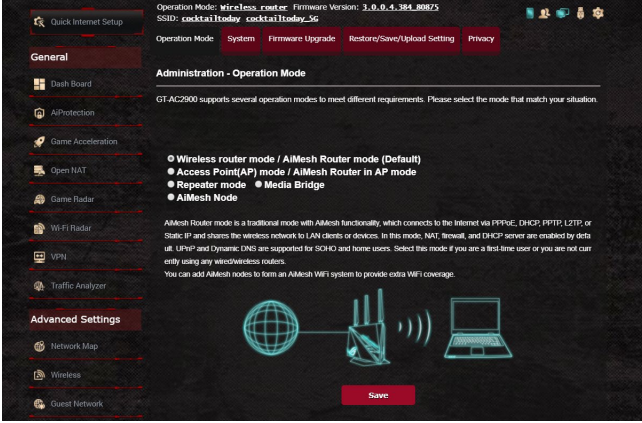 Quick Internet Setup
General
Dash Board
AiProtection
Game Acceleration
Open NAT
Game Radar
Wi-Fi Radar
VPN
Traffic Analyzer
Advanced Settings
Network Map
Wireless
Guest Network
Operation Mode: Wireless router Firmware Version: 3.0.0.4.384_80875
SSID: cocktailtoday cocktailtoday_5G
Operation Mode System Firmware Upgrade Restore/Save/Upload Setting Privacy
Administration - Operation Mode
GT-AC2900 supports several operation modes to meet different requirements. Please select the mode that match your situation.
Wireless router mode / AiMesh Router mode (Default)
Access Point(AP) mode / AiMesh Router in AP mode
Repeater mode Media Bridge
AiMesh Node
AiMesh Router mode is a traditional mode with AiMesh functionality, which connects to the Internet via PPPoE, DHCP, PPTP, L2TP, or
Static IP and shares the wireless network to LAN clients or devices. In this mode, NAT, firewall, and DHCP server are enabled by defa
ult. UPnP and Dynamic DNS are supported for SOHO and home users. Select this mode if you are a first-time user or you are not curr
ently using any wired/wireless routers.
You can add AiMesh nodes to form an AiMesh WiFi system to provide extra WiFi coverage.
Save